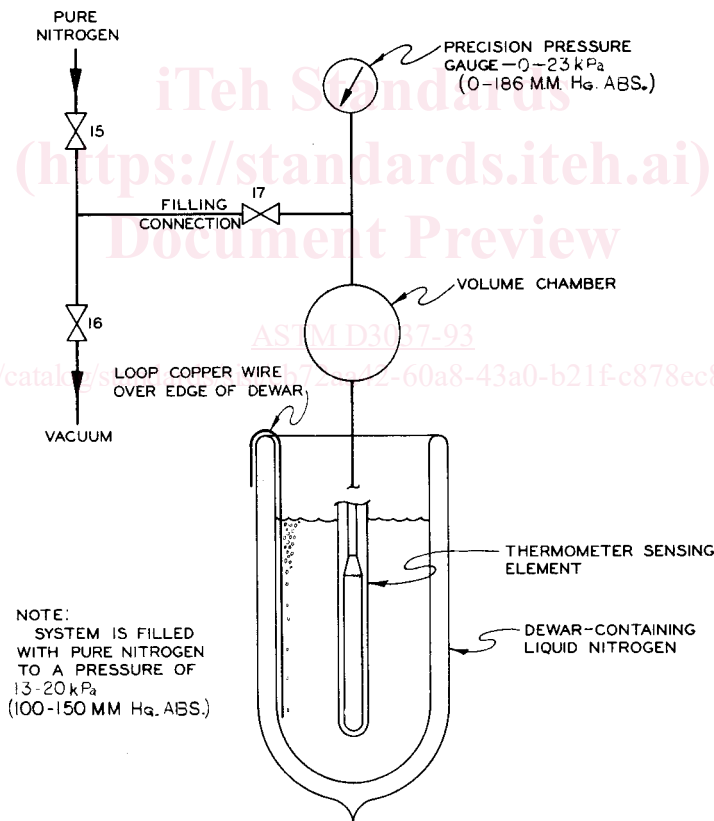 PURE
NITROGEN
PRECISION PRESSURE
GAUGE—0—23 kPa
(0-186 M.M. HG. ABS.)
iTeh Standards
15
(https://standards.iteh.ai)
17
FILLING
CONNECTION
Document Preview
VOLUME CHAMBER
16
ASTM D3037-93
LOOP COPPER WIRE
OVER EDGE OF DEWAR
VACUUM
THERMOMETER SENSING
ELEMENT
NOTE:
SYSTEM IS FILLED
WITH PURE NITROGEN
TO A PRESSURE OF
13-20 kPa
(100-150 MM HG. ABS.)
DEWAR-CONTAINING
LIQUID NITROGEN